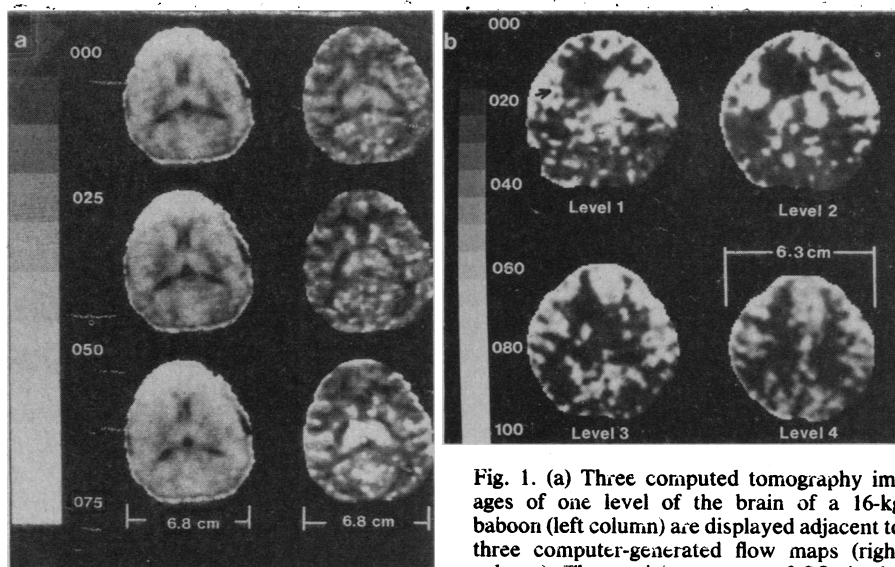 a
000
025
050
075
6.8 cm
6.8 cm
b
000
020
040
060
080
100
Level 1
Level 2
6.3 cm
Level 3
Level 4
Fig. 1. (a) Three computed tomography im-
ages of one level of the brain of a 16-kg
baboon (left column) are displayed adjacent to
three computer-generated flow maps (right